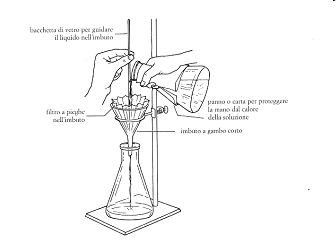 bacchetta di vetro per guidare
il liquido nell'imbuto
panno o carta per proteggere
la mano dal calore
della soluzione
filtro a pieghe
nell'imbuto
imbuto a gambo corto